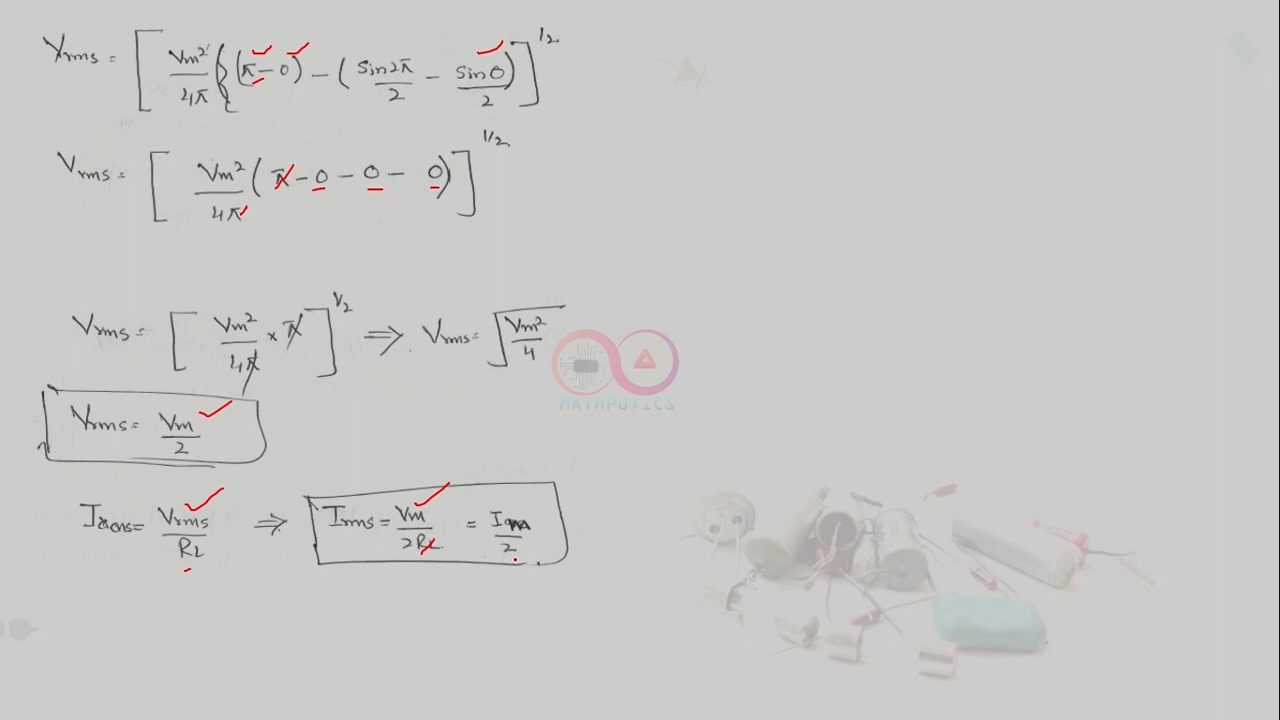 Vrms = [ Vm²/4π { (π - 0) - ( sin2π/2 - sin0/2 ) ]^1/2
Vrms = [ Vm²/4π ( π - 0 - 0 - 0 ) ]^1/2
Vrms = [ Vm²/4π × π ]^1/2 ⇒ Vrms = √(Vm²/4)
Vrms = Vm/2
Irms = Vrms/RL ⇒ Irms = Vm/2RL = Im/2
MATHPUTICS